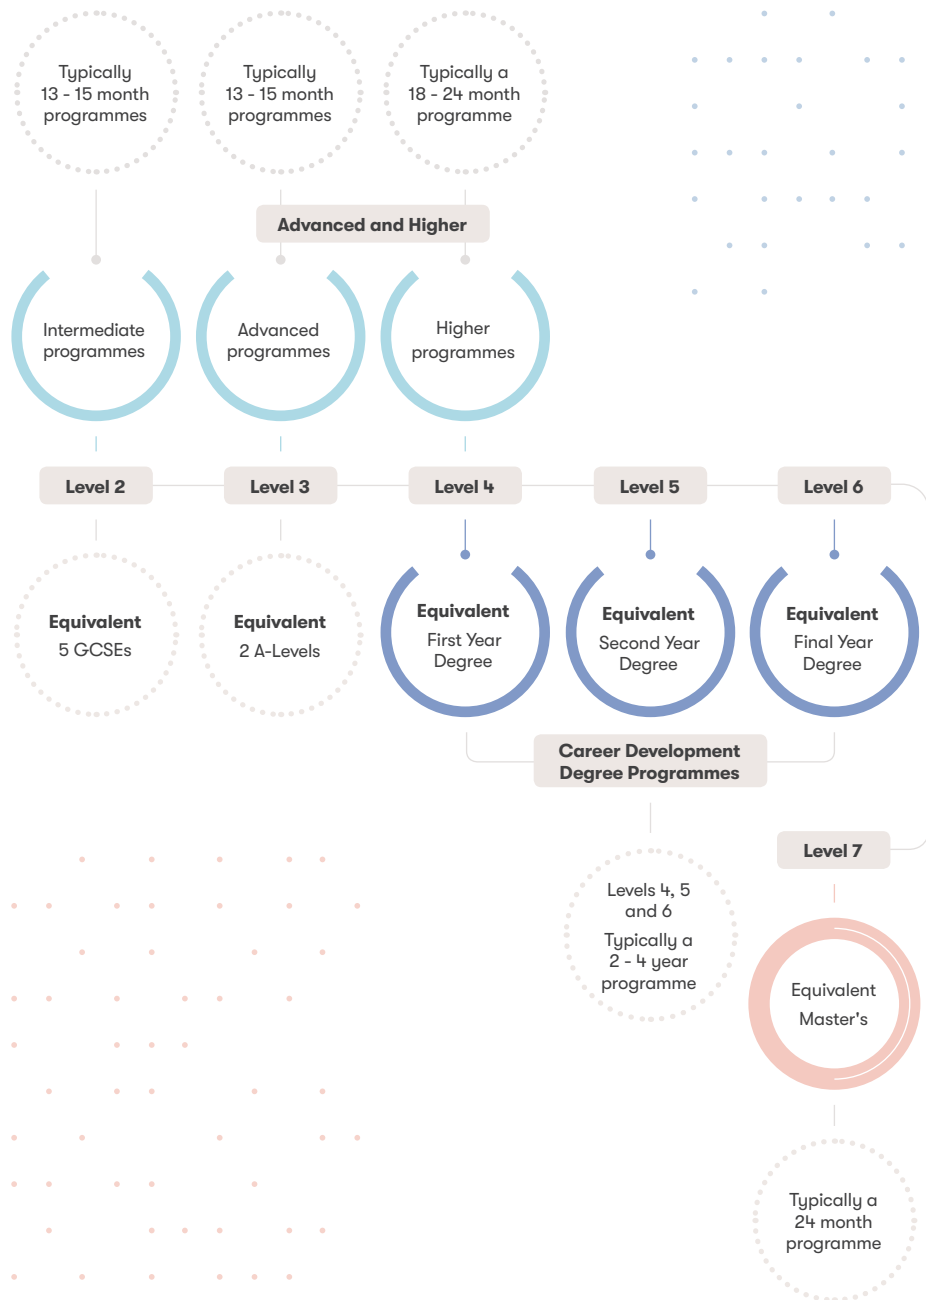 Typically
13 - 15 month
programmes
Typically
13 - 15 month
programmes
Typically a
18 - 24 month
programme
Advanced and Higher
Intermediate
programmes
Advanced
programmes
Higher
programmes
Level 2
Level 3
Level 4
Level 5
Level 6
Equivalent
5 GCSEs
Equivalent
2 A-Levels
Equivalent
First Year
Degree
Equivalent
Second Year
Degree
Equivalent
Final Year
Degree
Career Development
Degree Programmes
Levels 4, 5
and 6
Typically a
2 - 4 year
programme
Level 7
Equivalent
Master's
Typically a
24 month
programme